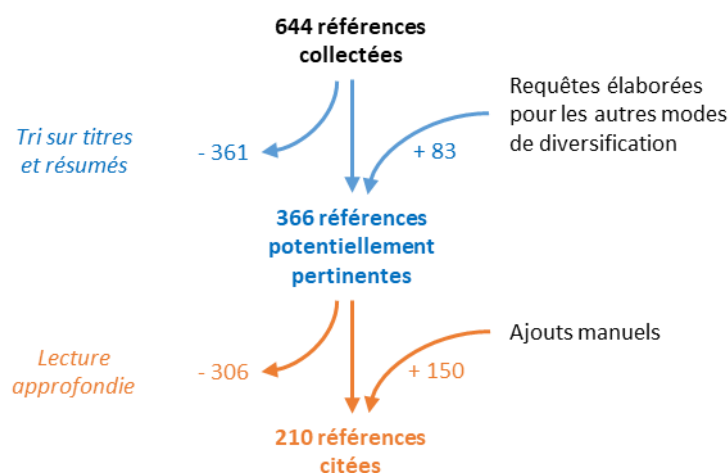 644 références
collectées
Requêtes élaborées
pour les autres modes
de diversification
Tri sur titres
et résumés
- 361
+ 83
366 références
potentiellement
pertinentes
Ajouts manuels
Lecture
approfondie
- 306
+ 150
210 références
citées